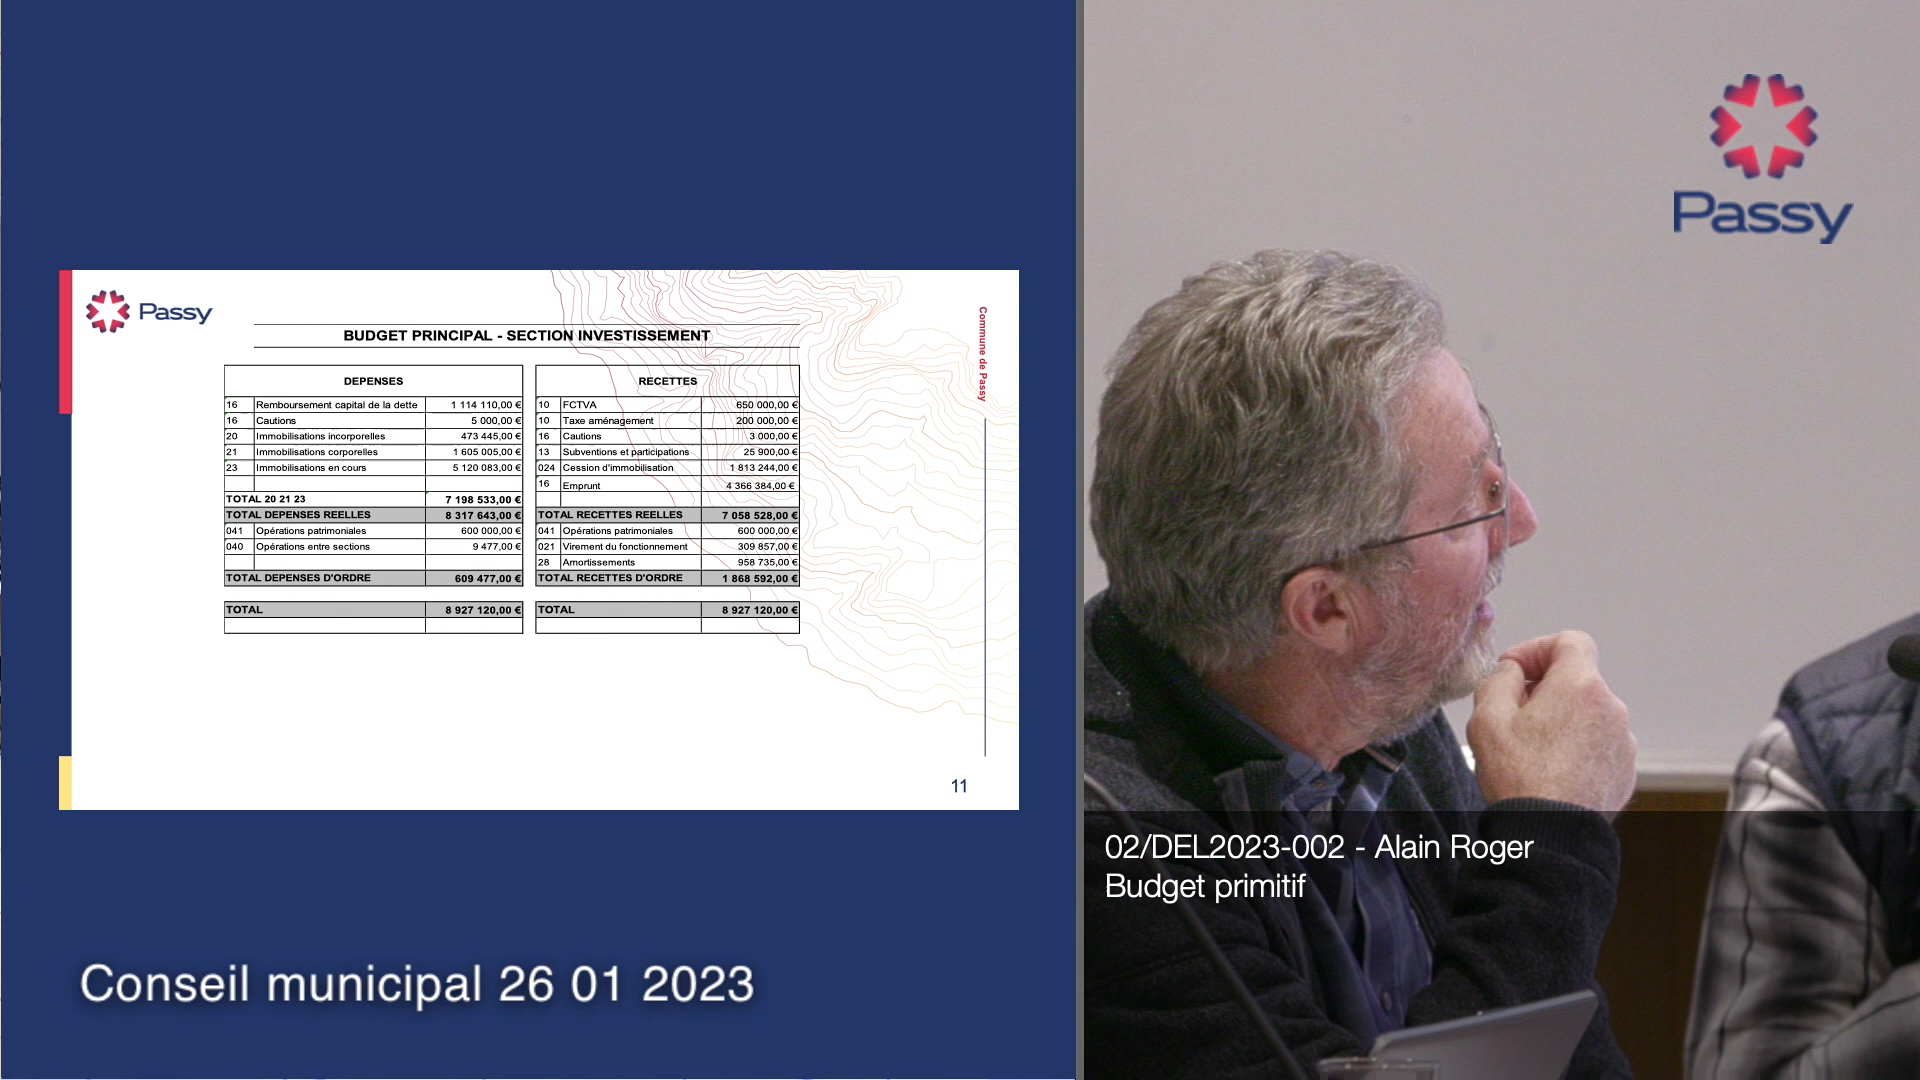 Passy
Commune de Passy
BUDGET PRINCIPAL - SECTION INVESTISSEMENT
DEPENSES
16 Remboursement capital de la dette 1 114 110,00 €
16 Cautions 5 000,00 €
20 Immobilisations incorporelles 473 445,00 €
21 Immobilisations corporelles 1 605 005,00 €
23 Immobilisations en cours 5 120 083,00 €
TOTAL 20 21 23 7 198 533,00 €
TOTAL DEPENSES REELLES 8 317 643,00 €
041 Opérations patrimoniales 600 000,00 €
040 Opérations entre sections 9 477,00 €
TOTAL DEPENSES D'ORDRE 609 477,00 €
TOTAL 8 927 120,00 €
RECETTES
10 FCTVA 650 000,00 €
10 Taxe aménagement 200 000,00 €
16 Cautions 3 000,00 €
13 Subventions et participations 25 900,00 €
024 Cession d'immobilisation 1 813 244,00 €
16 Emprunt 4 366 384,00 €
TOTAL RECETTES REELLES 7 058 528,00 €
041 Opérations patrimoniales 600 000,00 €
021 Virement du fonctionnement 309 857,00 €
28 Amortissements 958 735,00 €
TOTAL RECETTES D'ORDRE 1 868 592,00 €
TOTAL 8 927 120,00 €
11
Conseil municipal 26 01 2023
Passy
02/DEL2023-002 - Alain Roger
Budget primitif